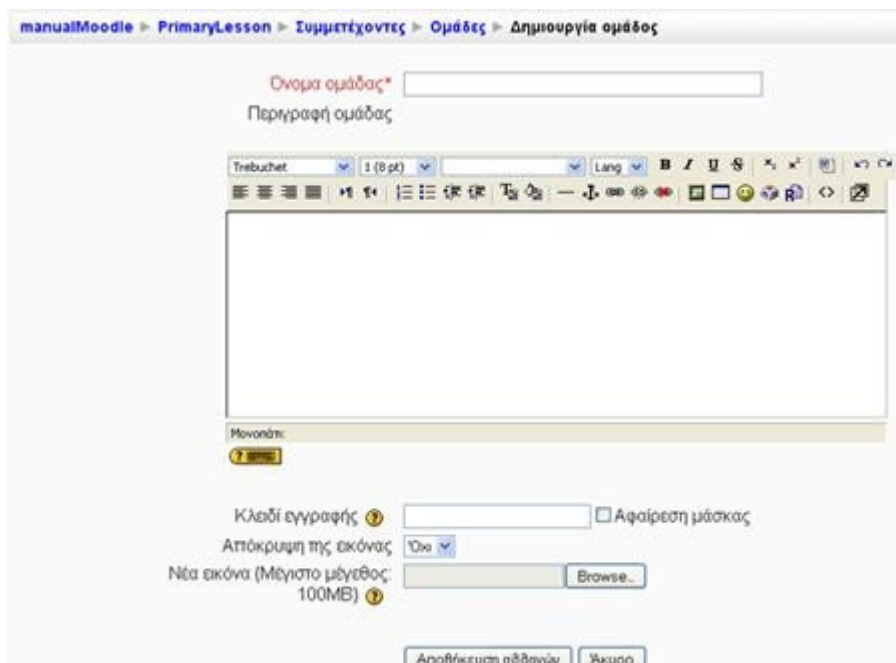 manualMoodle ► PrimaryLesson ► Συμμετέχοντες ► Ομάδες ► Δημιουργία ομάδος
Όνομα ομάδας*
Περιγραφή ομάδας
Trebuchet 1 (8 pt) Lang B I U S
Μονοπάτι:
Κλειδί εγγραφής Αφαίρεση μάσκας
Απόκρυψη της εικόνας Όχι
Νέα εικόνα (Μέγιστο μέγεθος: Browse...
100MB)
Αποθήκευση αλλαγών Άκυρο